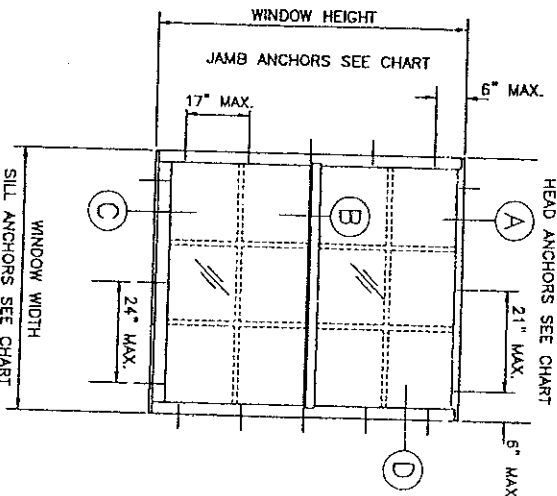 WINDOW HEIGHT
JAMB ANCHORS SEE CHART
6" MAX.
17" MAX.
HEAD ANCHORS SEE CHART
A
B
C
D
21" MAX.
24" MAX.
6" MAX
WINDOW WIDTH
SILL ANCHORS SEE CHART